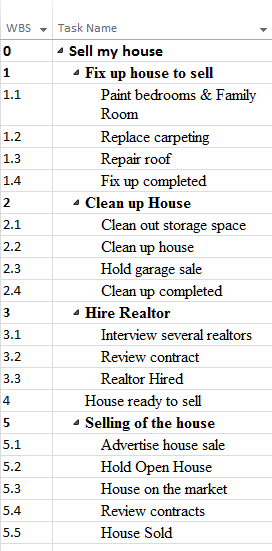 WBS Task Name
0 Sell my house
1 Fix up house to sell
1.1 Paint bedrooms & Family
Room
1.2 Replace carpeting
1.3 Repair roof
1.4 Fix up completed
2 Clean up House
2.1 Clean out storage space
2.2 Clean up house
2.3 Hold garage sale
2.4 Clean up completed
3 Hire Realtor
3.1 Interview several realtors
3.2 Review contract
3.3 Realtor Hired
4 House ready to sell
5 Selling of the house
5.1 Advertise house sale
5.2 Hold Open House
5.3 House on the market
5.4 Review contracts
5.5 House Sold